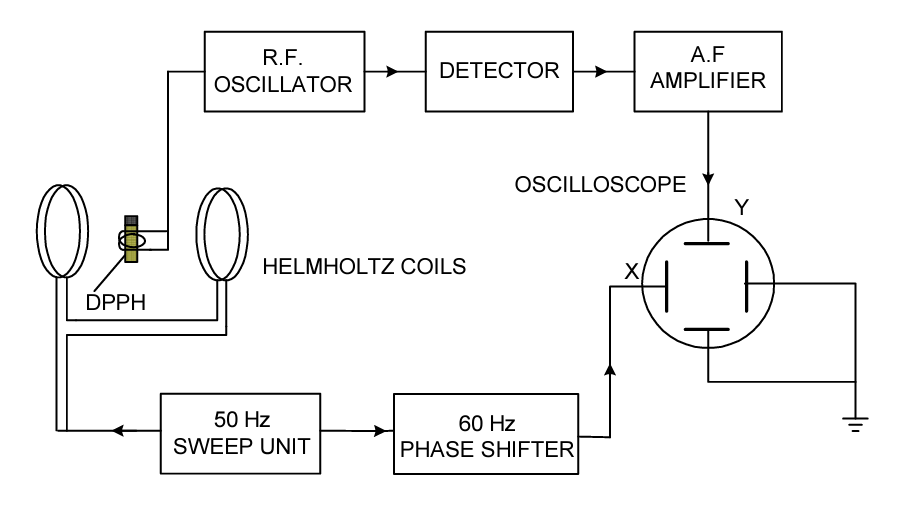 R.F.
OSCILLATOR
DETECTOR
A.F
AMPLIFIER
OSCILLOSCOPE
Y
X
HELMHOLTZ COILS
DPPH
50 Hz
SWEEP UNIT
60 Hz
PHASE SHIFTER